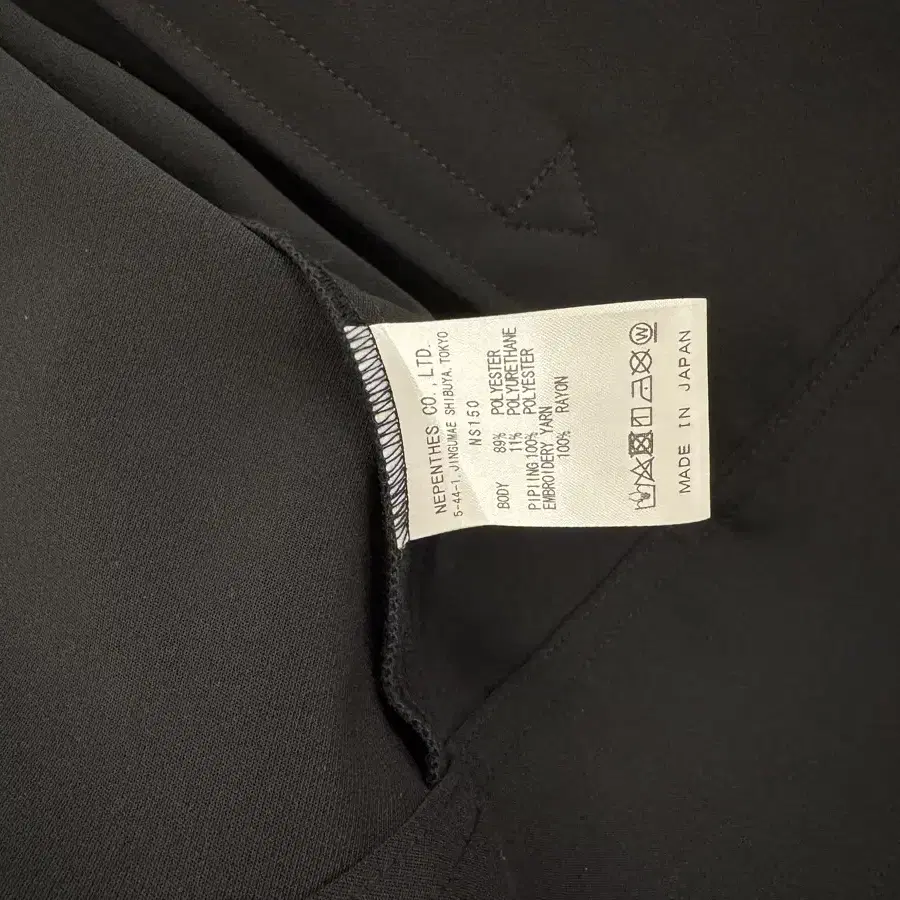 NEPENTHES CO., LTD.
5-44-1, JINGUMAE SHIBUYA, TOKYO
NS150
BODY 89% POLYESTER
11% POLYURETHANE
PIPIING 100% POLYESTER
EMBROIDERY YARN
100% RAYON
W
MADE IN JAPAN